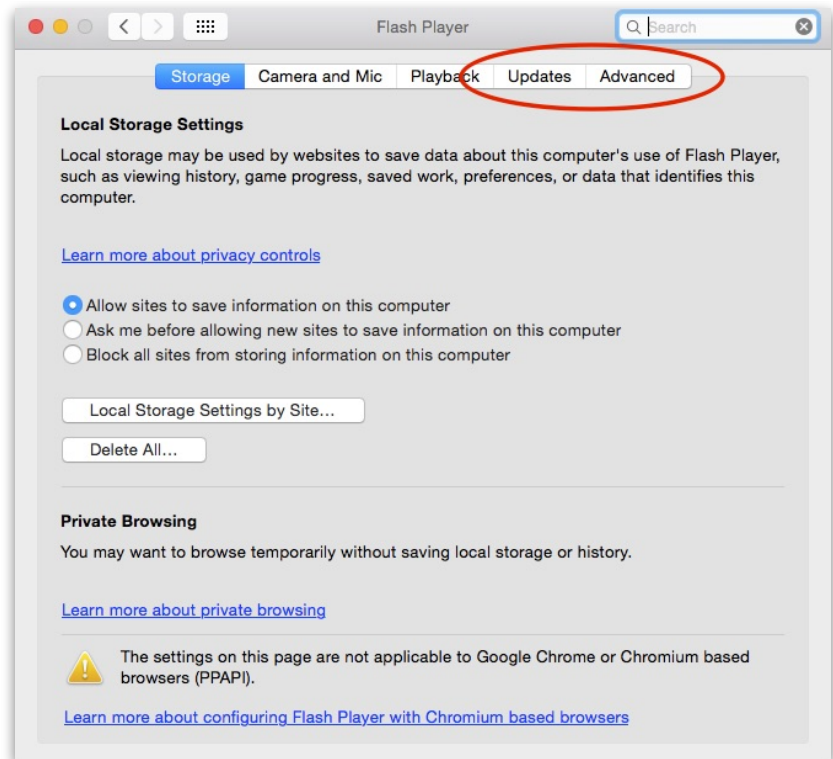 Flash Player
Search
Storage Camera and Mic Playback Updates Advanced
Local Storage Settings
Local storage may be used by websites to save data about this computer's use of Flash Player,
such as viewing history, game progress, saved work, preferences, or data that identifies this
computer.
Learn more about privacy controls
Allow sites to save information on this computer
Ask me before allowing new sites to save information on this computer
Block all sites from storing information on this computer
Local Storage Settings by Site...
Delete All...
Private Browsing
You may want to browse temporarily without saving local storage or history.
Learn more about private browsing
The settings on this page are not applicable to Google Chrome or Chromium based
browsers (PPAPI).
Learn more about configuring Flash Player with Chromium based browsers